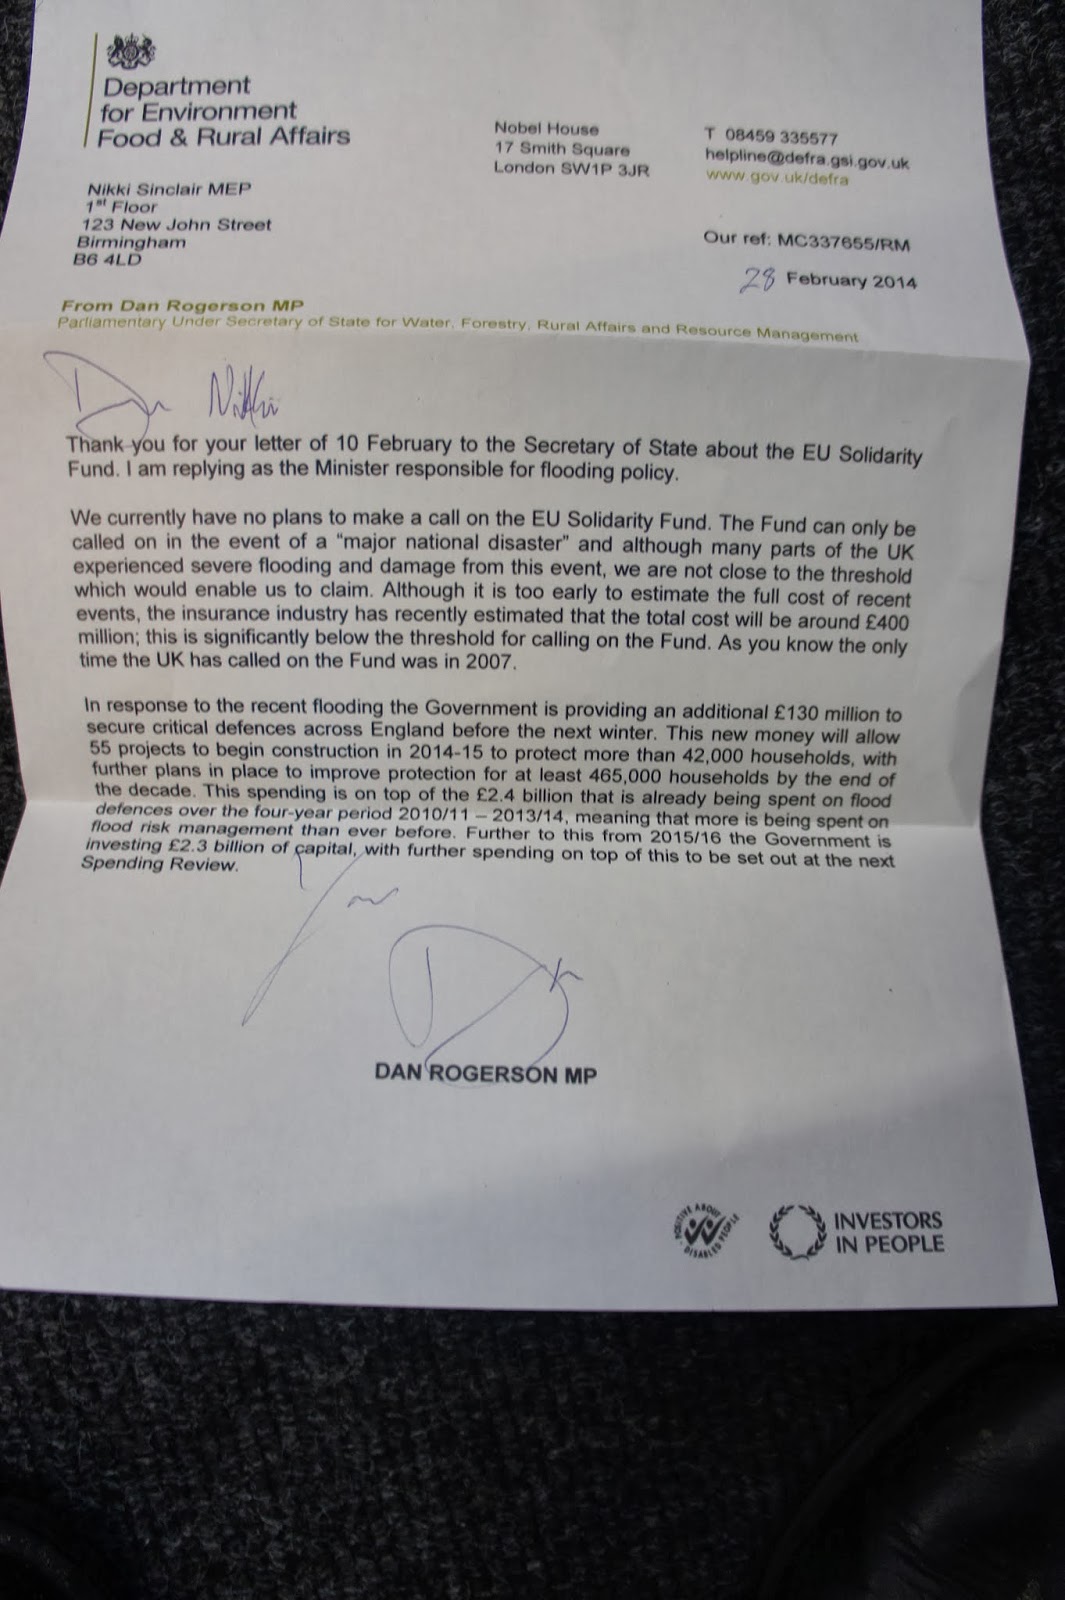 Department
for Environment
Food & Rural Affairs
Nobel House
17 Smith Square
London SW1P 3JR
T 08459 335577
helpline@defra.gsi.gov.uk
www.gov.uk/defra
Nikki Sinclair MEP
1st Floor
123 New John Street
Birmingham
B6 4LD
Our ref: MC337655/RM
28 February 2014
From Dan Rogerson MP
Parliamentary Under Secretary of State for Water, Forestry, Rural Affairs and Resource Management
Dear Nikki
Thank you for your letter of 10 February to the Secretary of State about the EU Solidarity
Fund. I am replying as the Minister responsible for flooding policy.
We currently have no plans to make a call on the EU Solidarity Fund. The Fund can only be
called on in the event of a “major national disaster” and although many parts of the UK
experienced severe flooding and damage from this event, we are not close to the threshold
which would enable us to claim. Although it is too early to estimate the full cost of recent
events, the insurance industry has recently estimated that the total cost will be around £400
million; this is significantly below the threshold for calling on the Fund. As you know the only
time the UK has called on the Fund was in 2007.
In response to the recent flooding the Government is providing an additional £130 million to
secure critical defences across England before the next winter. This new money will allow
55 projects to begin construction in 2014-15 to protect more than 42,000 households, with
further plans in place to improve protection for at least 465,000 households by the end of
the decade. This spending is on top of the £2.4 billion that is already being spent on flood
defences over the four-year period 2010/11 – 2013/14, meaning that more is being spent on
flood risk management than ever before. Further to this from 2015/16 the Government is
investing £2.3 billion of capital, with further spending on top of this to be set out at the next
Spending Review.
DAN ROGERSON MP
POSITIVE ABOUT
DISABLED PEOPLE
INVESTORS
IN PEOPLE